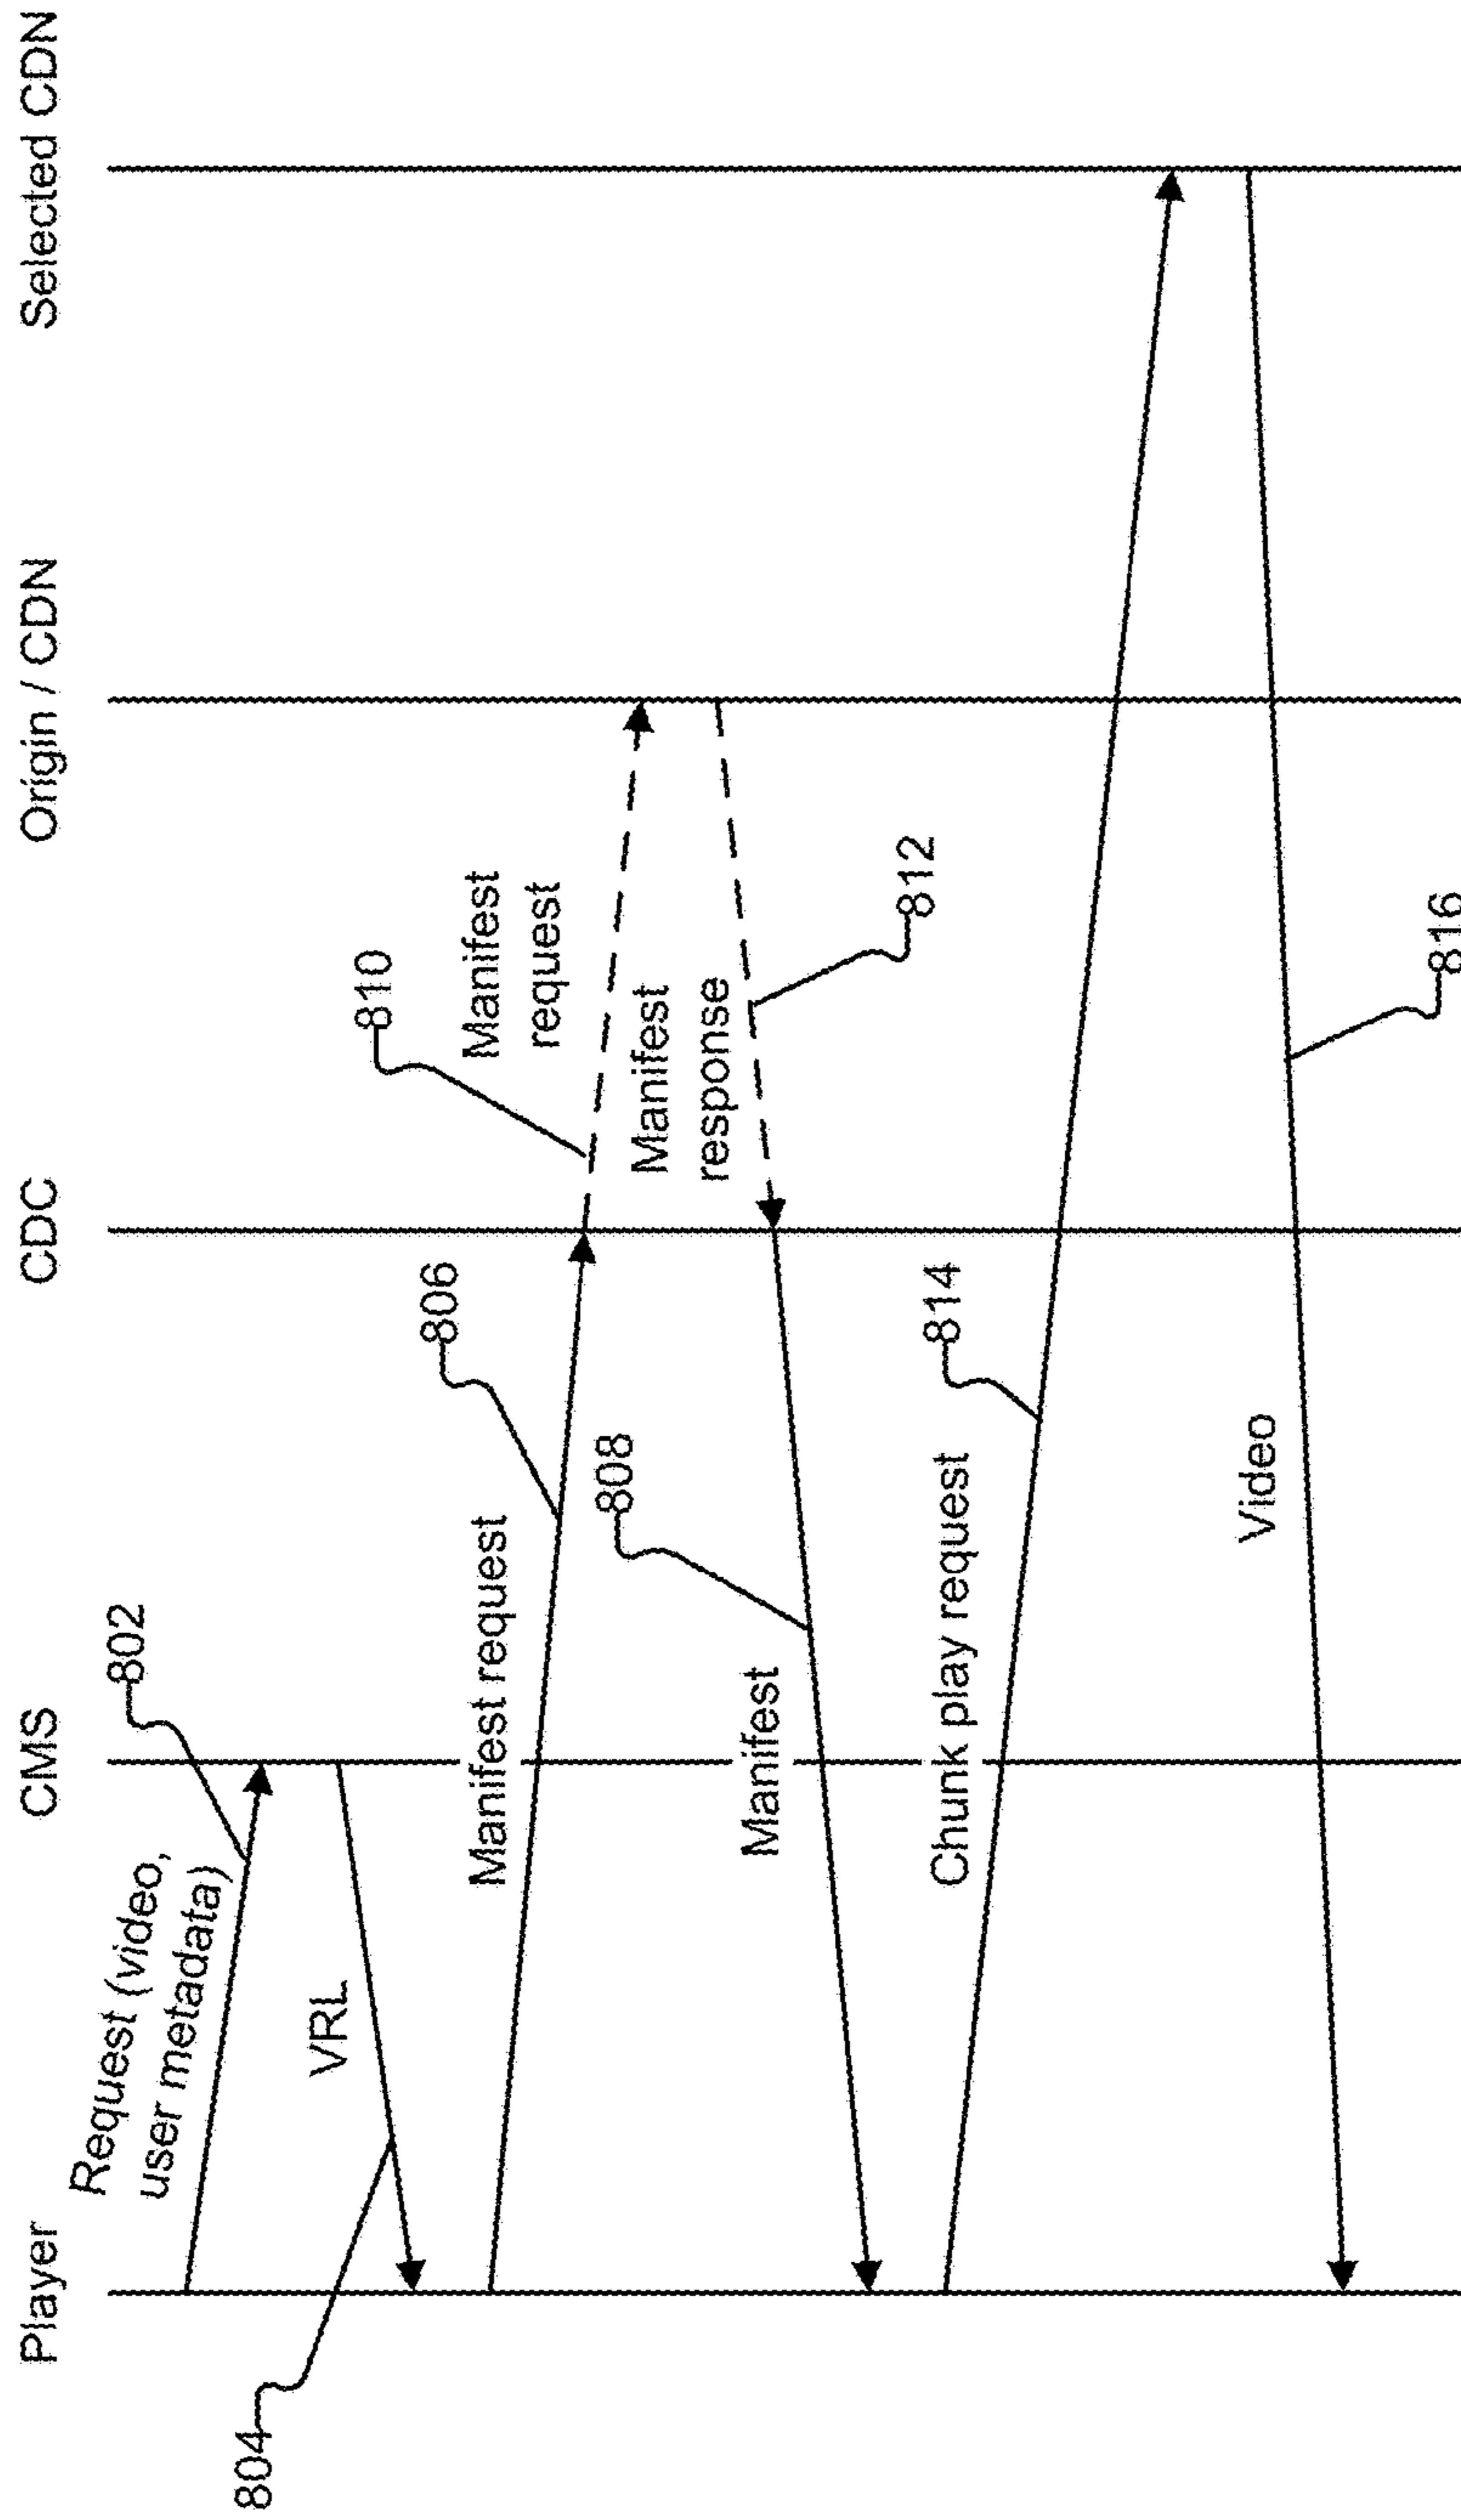 Player
CMS
CDC
Origin / CDN
Selected CDN
802
Request (video,
user metadata)
804
VRL
806
Manifest request
810
Manifest
request
Manifest
response
812
808
Manifest
814
Chunk play request
Video
816